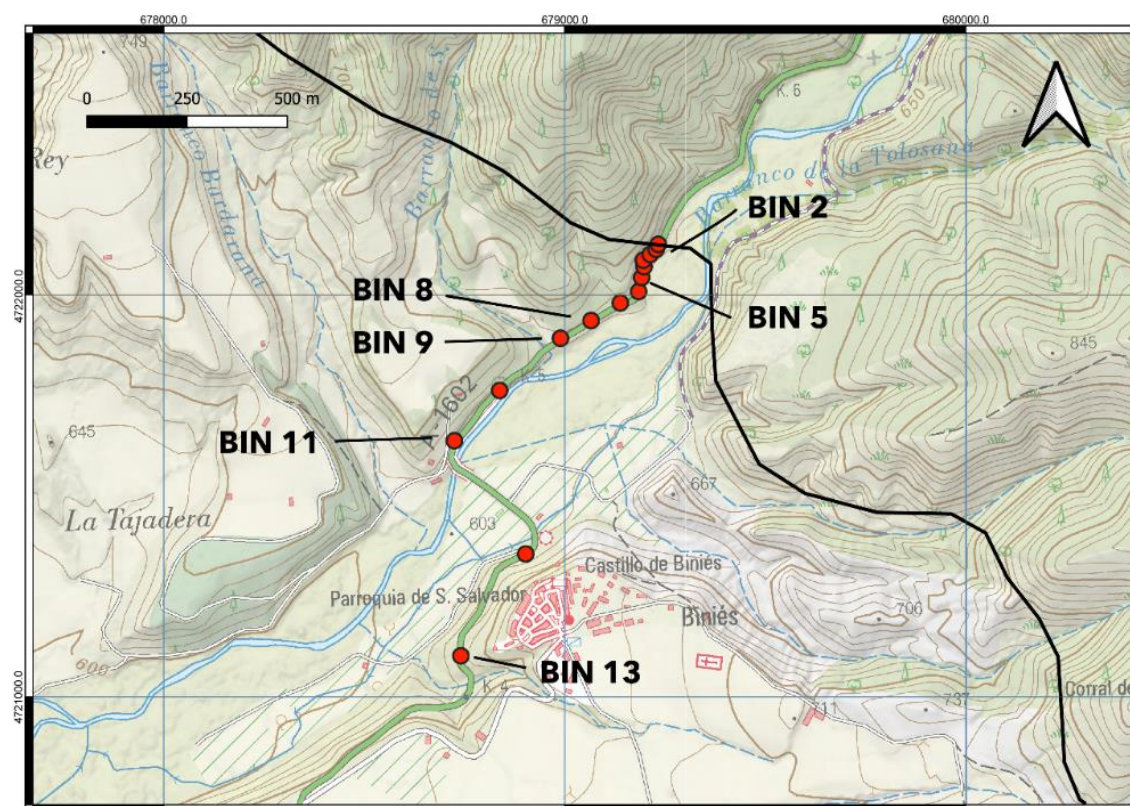 678000.0
679000.0
680000.0
749
700
Barranco de S.
K. 6
650
0 250 500 m
Rey
Barranco Bardarana
Barranco de la Tolosana
BIN 2
4722000.0
BIN 8
BIN 5
BIN 9
845
K. 5
A-1602
645
BIN 11
667
La Tajadera
603
Castillo de Biniés
Parroquia de S. Salvador
706
Biniés
600
BIN 13
K. 4
4721000.0
711
737
Corral de